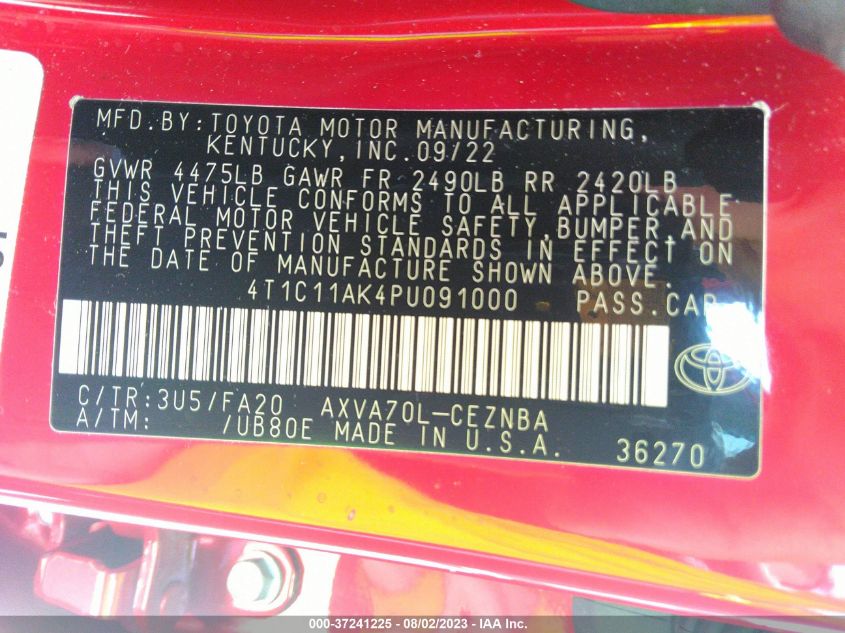 MFD.BY:TOYOTA MOTOR MANUFACTURING,
KENTUCKY,INC.09/22
GVWR 4475LB GAWR FR 2490LB RR 2420LB
THIS VEHICLE CONFORMS TO ALL APPLICABLE
FEDERAL MOTOR VEHICLE SAFETY,BUMPER,AND
THEFT PREVENTION STANDARDS IN EFFECT ON
THE DATE OF MANUFACTURE SHOWN ABOVE.
4T1C11AK4PU091000 PASS.CAR
C/TR:3U5/FA20 AXVA70L-CEZNBA
A/TM: /UB80E MADE IN U.S.A. 36270
000-37241225 - 08/02/2023 - IAA Inc.